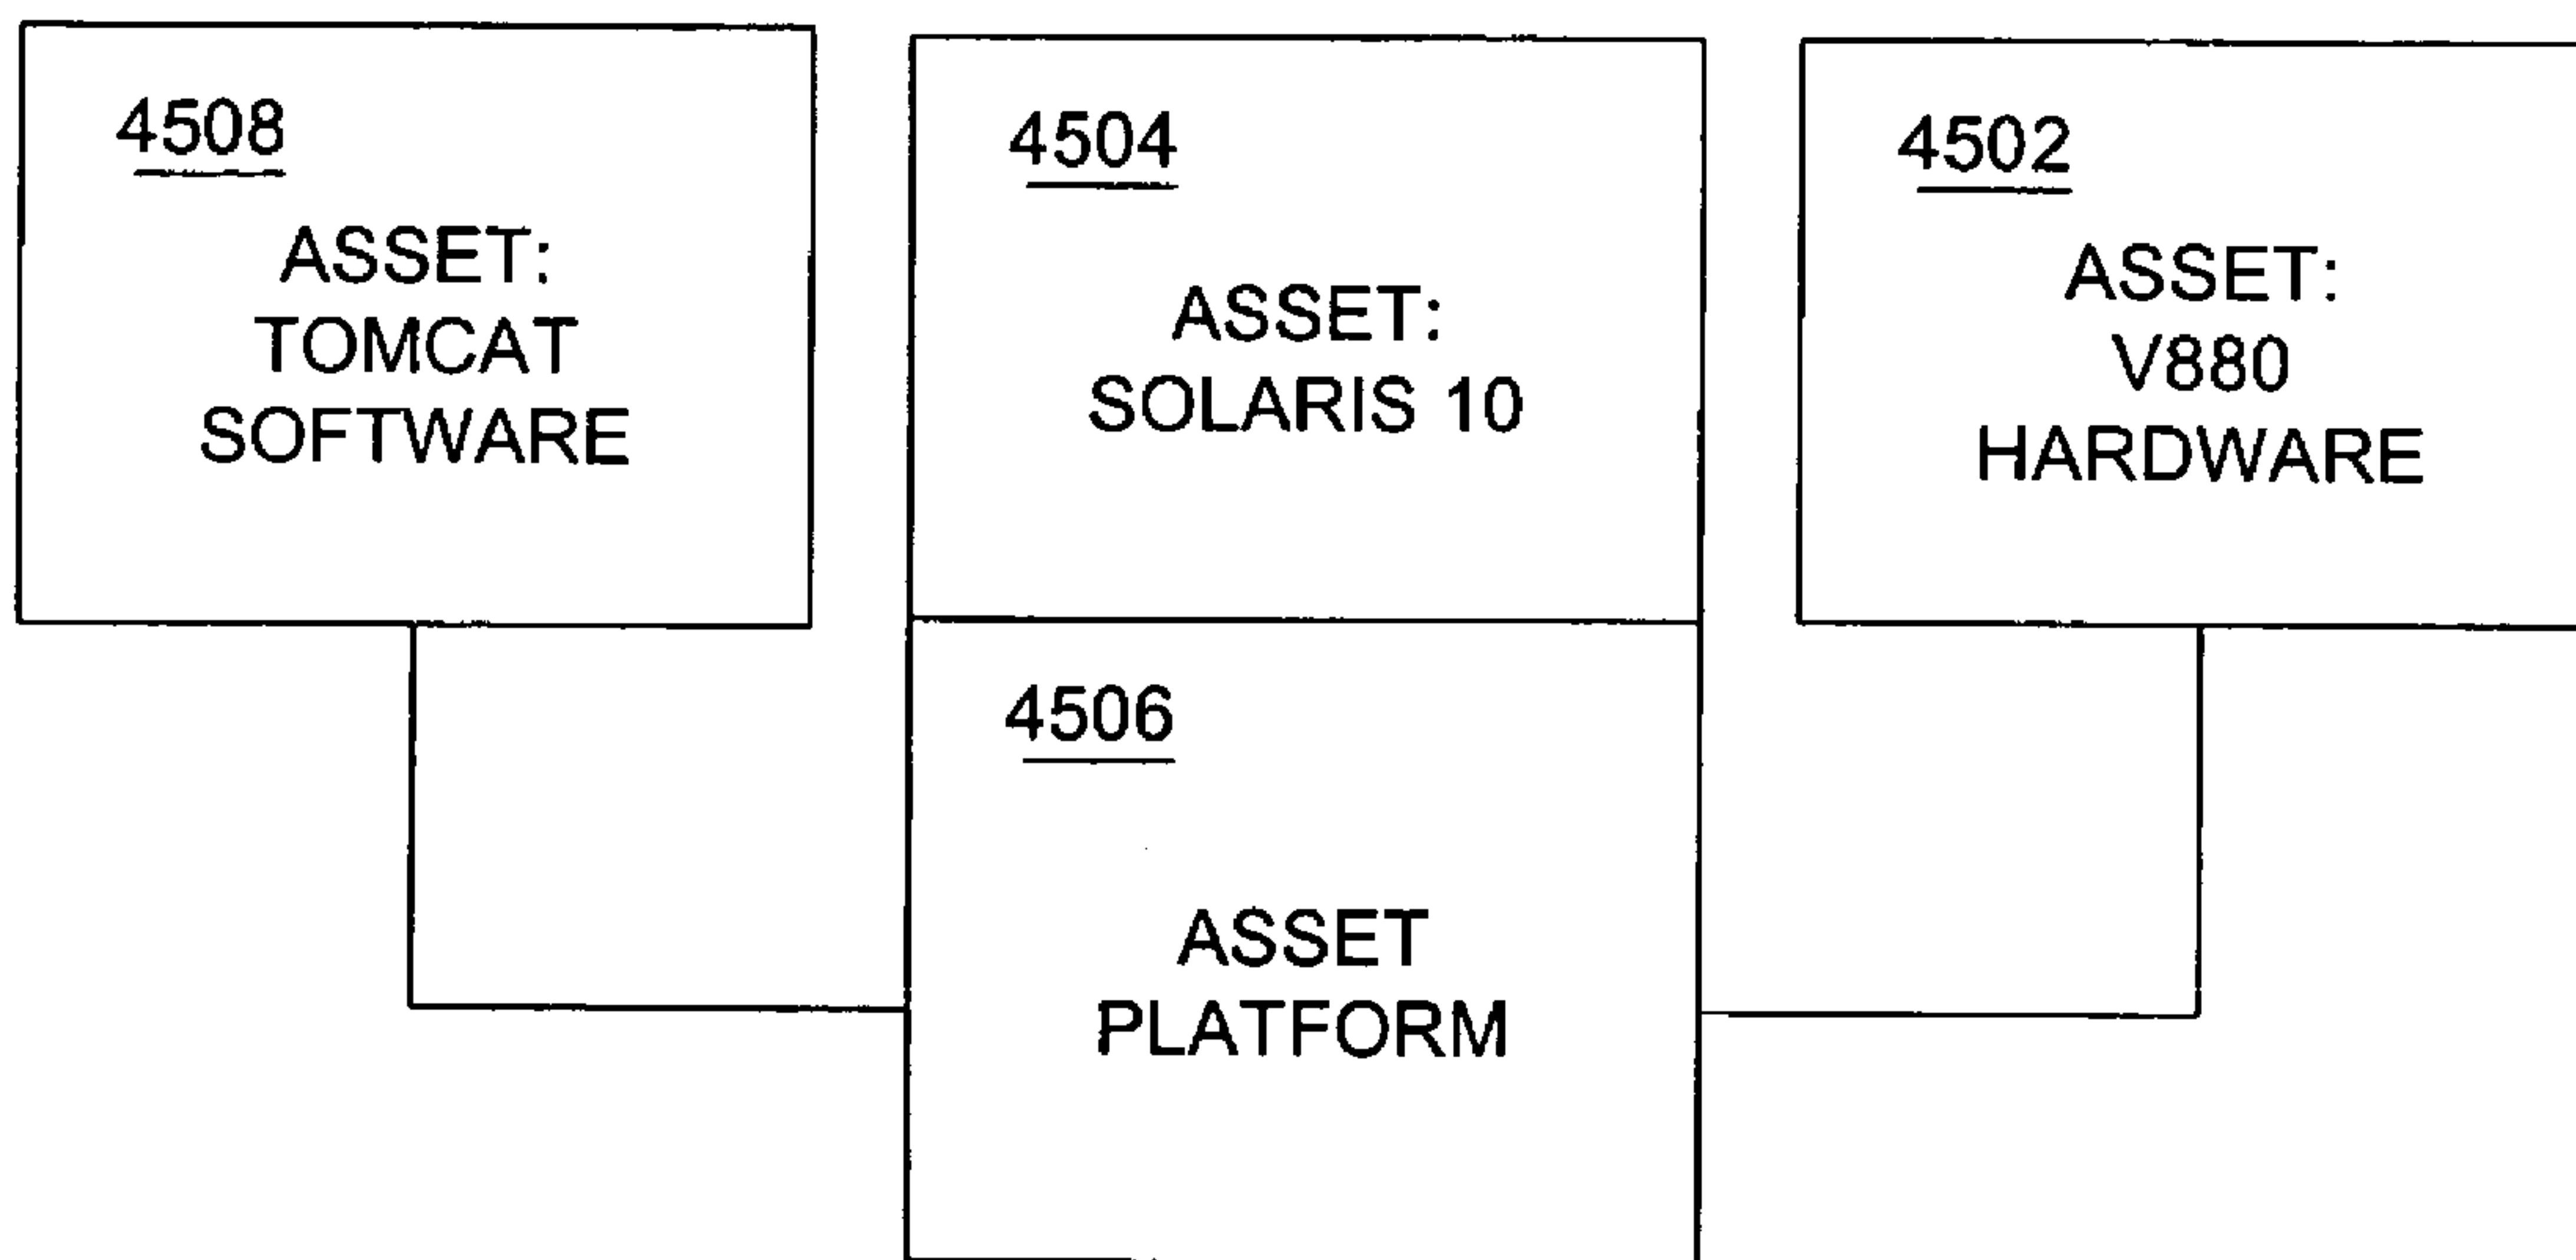 4508
ASSET:
TOMCAT
SOFTWARE
4504
ASSET:
SOLARIS 10
4502
ASSET:
V880
HARDWARE
4506
ASSET
PLATFORM